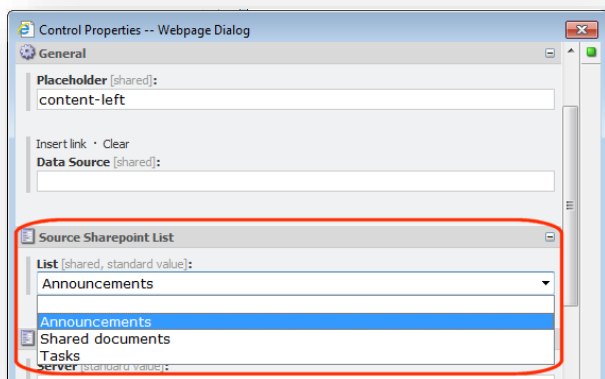 Control Properties -- Webpage Dialog
General
Placeholder [shared]:
content-left
Insert link · Clear
Data Source [shared]:
Source Sharepoint List
List [shared, standard value]:
Announcements
Announcements
Shared documents
Tasks
Server [standard value]: